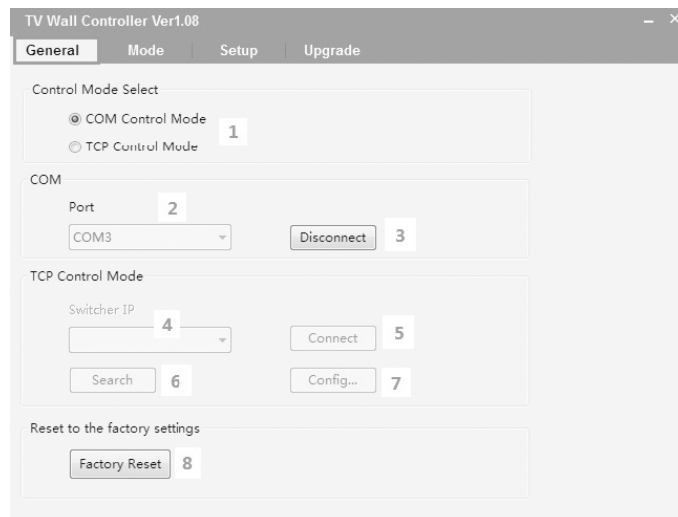 TV Wall Controller Ver1.08
General Mode Setup Upgrade
Control Mode Select
COM Control Mode
1
TCP Control Mode
COM
Port 2
COM3 Disconnect 3
TCP Control Mode
Switcher IP
4
Connect 5
Search 6 Config... 7
Reset to the factory settings
Factory Reset 8